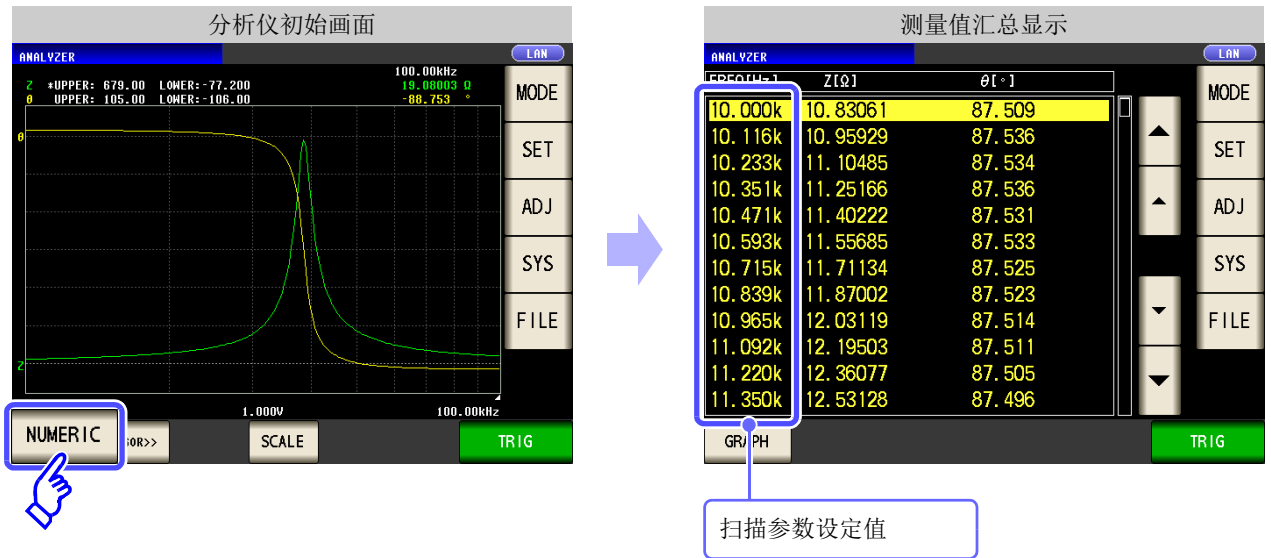 分析仪初始画面
ANALYZER
LAN
100.00kHz
Z *UPPER: 679.00 LOWER:-77.200 19.08003 Ω
θ UPPER: 105.00 LOWER:-106.00 -88.753 °
θ
Z
1.000V 100.00kHz
MODE
SET
ADJ
SYS
FILE
NUMERIC
SCALE
TRIG
测量值汇总显示
ANALYZER
LAN
FREQ[Hz] Z[Ω] θ[°]
10.000k 10.83061 87.509
10.116k 10.95929 87.536
10.233k 11.10485 87.534
10.351k 11.25166 87.536
10.471k 11.40222 87.531
10.593k 11.55685 87.533
10.715k 11.71134 87.525
10.839k 11.87002 87.523
10.965k 12.03119 87.514
11.092k 12.19503 87.511
11.220k 12.36077 87.505
11.350k 12.53128 87.496
MODE
SET
ADJ
SYS
FILE
GRAPH
TRIG
扫描参数设定值